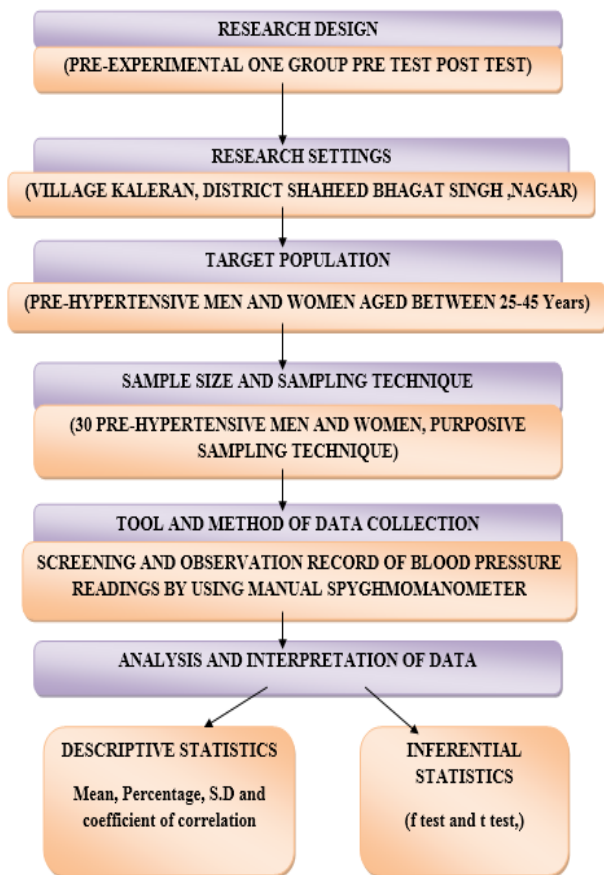 RESEARCH DESIGN
(PRE-EXPERIMENTAL ONE GROUP PRE TEST POST TEST)
RESEARCH SETTINGS
(VILLAGE KALERAN, DISTRICT SHAHEED BHAGAT SINGH ,NAGAR)
TARGET POPULATION
(PRE-HYPERTENSIVE MEN AND WOMEN AGED BETWEEN 25-45 Years)
SAMPLE SIZE AND SAMPLING TECHNIQUE
(30 PRE-HYPERTENSIVE MEN AND WOMEN, PURPOSIVE
SAMPLING TECHNIQUE)
TOOL AND METHOD OF DATA COLLECTION
SCREENING AND OBSERVATION RECORD OF BLOOD PRESSURE
READINGS BY USING MANUAL SPYGHMOMANOMETER
ANALYSIS AND INTERPRETATION OF DATA
DESCRIPTIVE STATISTICS
Mean, Percentage, S.D and
coefficient of correlation
INFERENTIAL
STATISTICS
(f test and t test,)